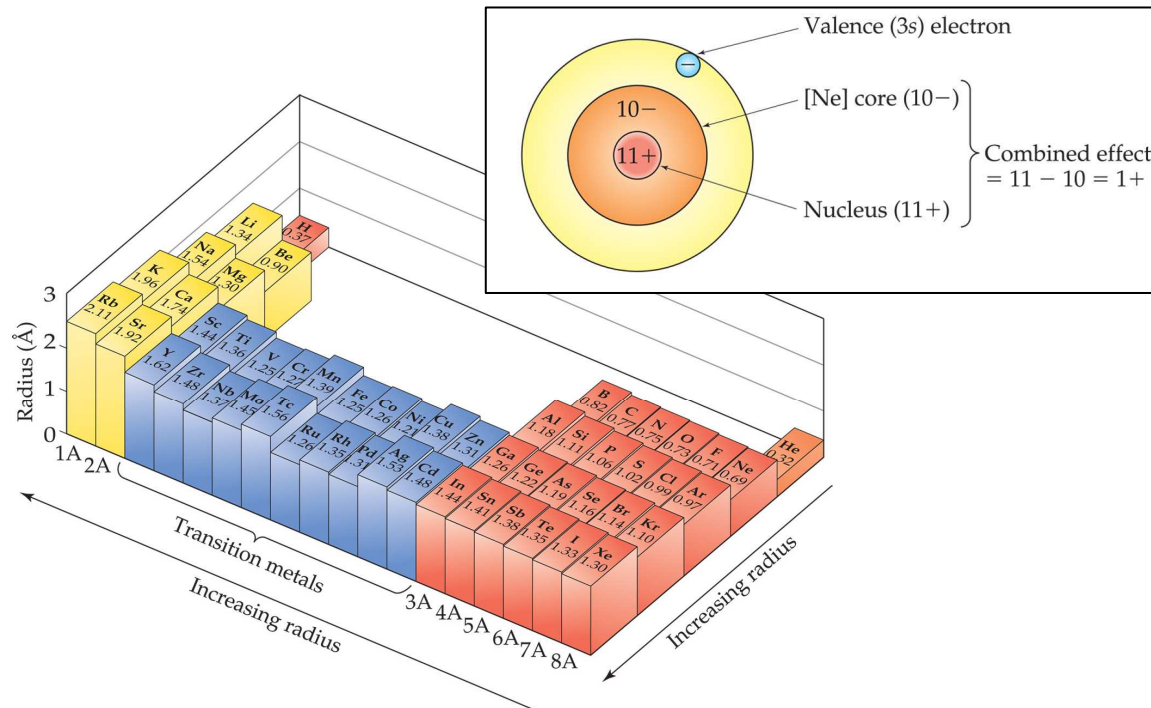 Valence (3s) electron
−
[Ne] core (10−)
10−
11+
Combined effect
= 11 − 10 = 1+
Nucleus (11+)
Radius (Å)
3
2
1
0
H
0.37
Li
1.34
Be
0.90
Na
1.54
Mg
1.30
K
1.96
Ca
1.74
Rb
2.11
Sr
1.92
Sc
1.44
Ti
1.36
V
1.25
Cr
1.27
Mn
1.39
Fe
1.25
Co
1.26
Ni
1.21
Cu
1.38
Zn
1.31
Y
1.62
Zr
1.48
Nb
1.37
Mo
1.45
Tc
1.56
Ru
1.26
Rh
1.35
Pd
Ag
1.53
Cd
1.48
B
0.82
C
0.77
N
0.75
O
0.73
F
0.71
Ne
0.69
He
0.32
Al
1.18
Si
1.11
P
1.06
S
1.02
Cl
0.99
Ar
0.97
Ga
1.26
Ge
1.22
As
1.19
Se
1.16
Br
1.14
Kr
1.10
In
1.44
Sn
1.41
Sb
1.38
Te
1.35
I
1.33
Xe
1.30
1A
2A
Transition metals
3A
4A
5A
6A
7A
8A
Increasing radius
Increasing radius